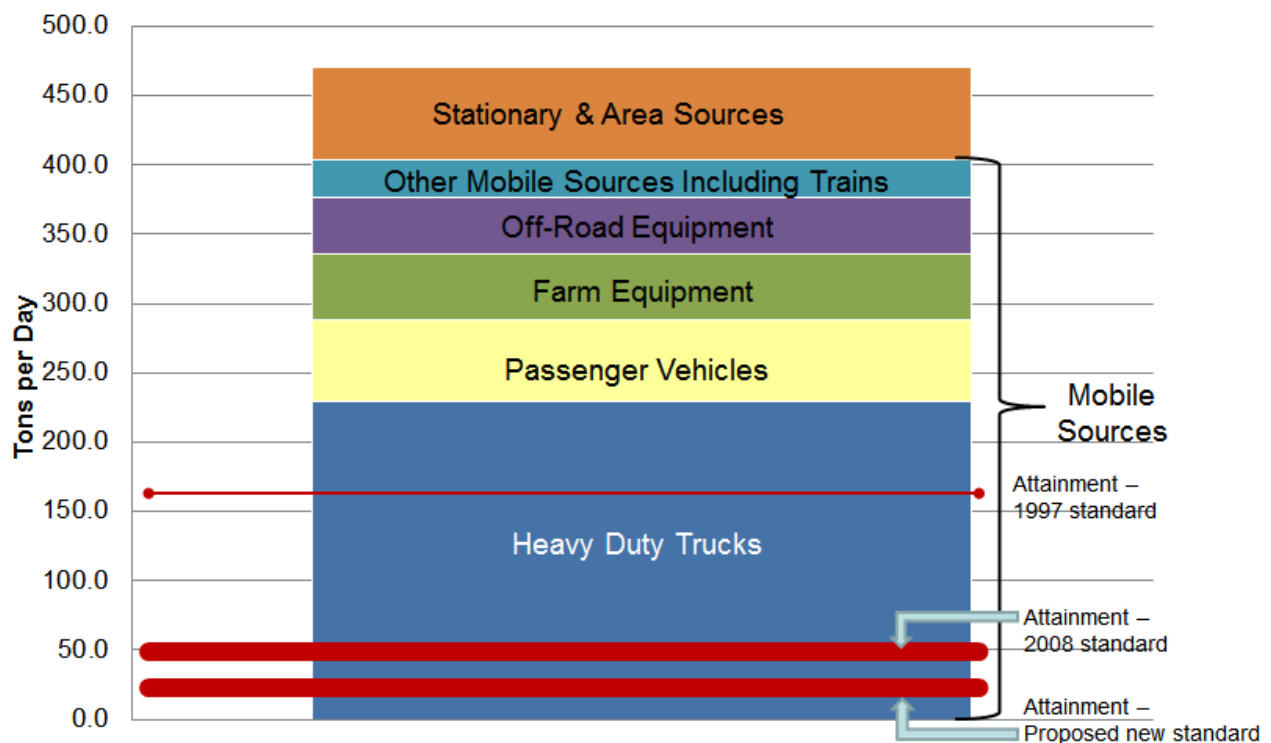 500.0
450.0
400.0
350.0
300.0
250.0
200.0
150.0
100.0
50.0
0.0
Tons per Day
Stationary & Area Sources
Other Mobile Sources Including Trains
Off-Road Equipment
Farm Equipment
Passenger Vehicles
Heavy Duty Trucks
Mobile
Sources
Attainment –
1997 standard
Attainment –
2008 standard
Attainment –
Proposed new standard